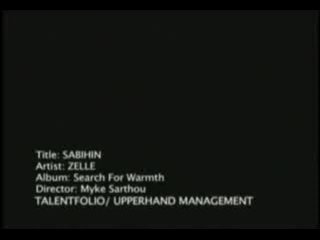 Title: SABIHIN
Artist: ZELLE
Album: Search For Warmth
Director: Myke Sarthou
TALENTFOLIO/ UPPERHAND MANAGEMENT